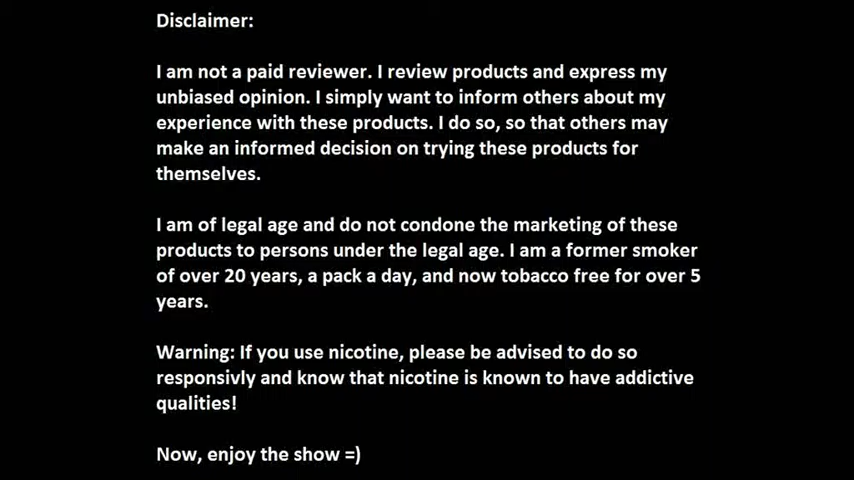 Disclaimer:
I am not a paid reviewer. I review products and express my
unbiased opinion. I simply want to inform others about my
experience with these products. I do so, so that others may
make an informed decision on trying these products for
themselves.
I am of legal age and do not condone the marketing of these
products to persons under the legal age. I am a former smoker
of over 20 years, a pack a day, and now tobacco free for over 5
years.
Warning: If you use nicotine, please be advised to do so
responsivly and know that nicotine is known to have addictive
qualities!
Now, enjoy the show =)